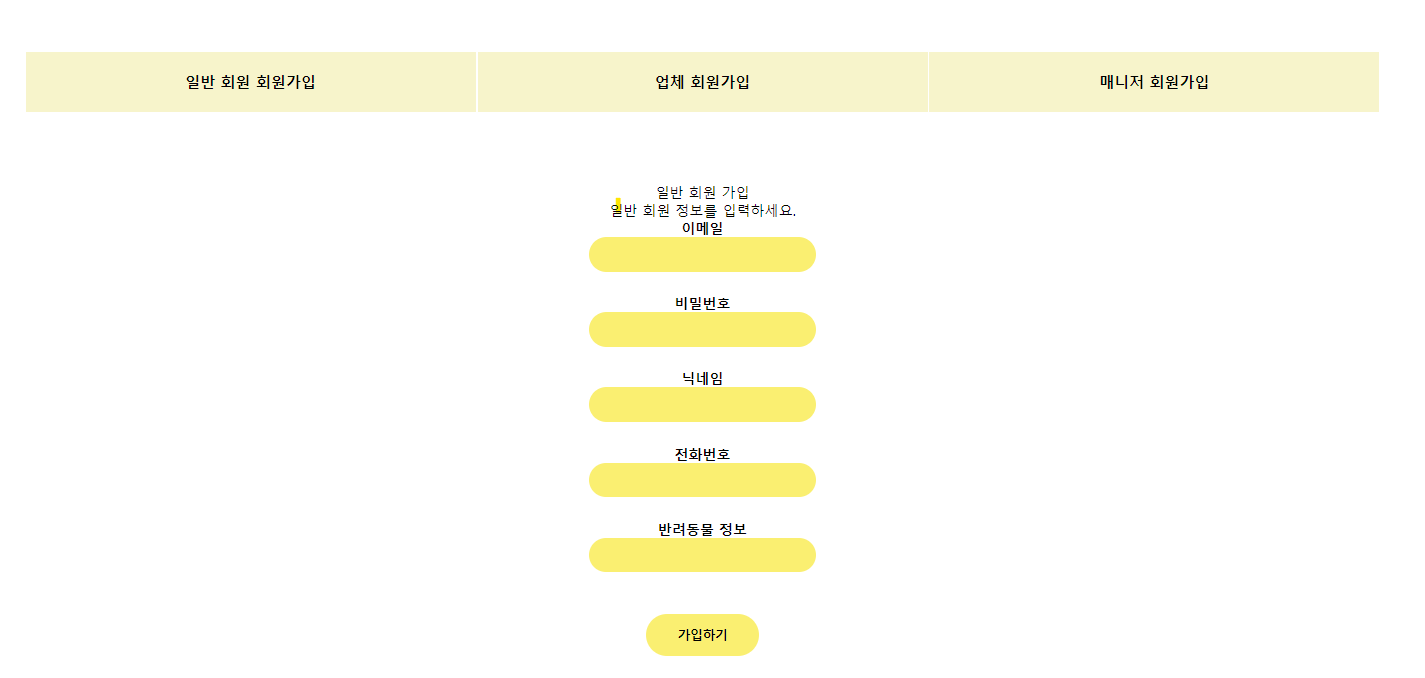 일반 회원 회원가입
업체 회원가입
매니저 회원가입
일반 회원 가입
일반 회원 정보를 입력하세요.
이메일
비밀번호
닉네임
전화번호
반려동물 정보
가입하기